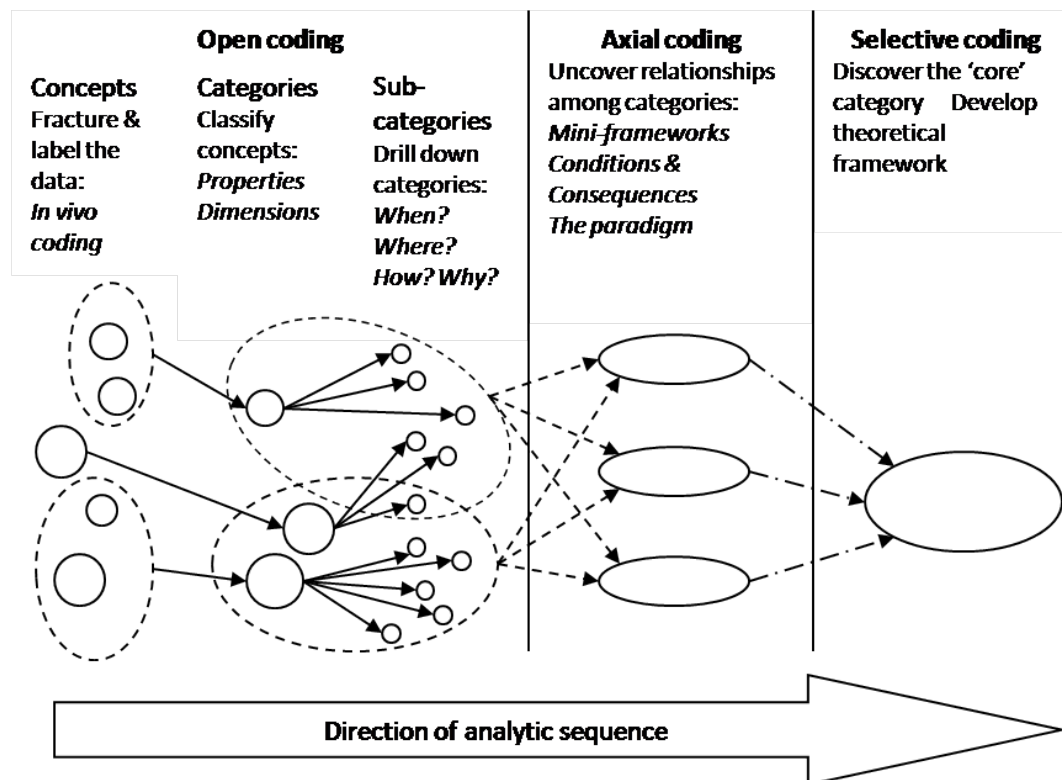 Open coding
Concepts
Fracture &
label the
data:
In vivo
coding
Categories
Classify
concepts:
Properties
Dimensions
Sub-
categories
Drill down
categories:
When?
Where?
How? Why?
Axial coding
Uncover relationships
among categories:
Mini-frameworks
Conditions &
Consequences
The paradigm
Selective coding
Discover the ‘core’
category Develop
theoretical
framework
Direction of analytic sequence